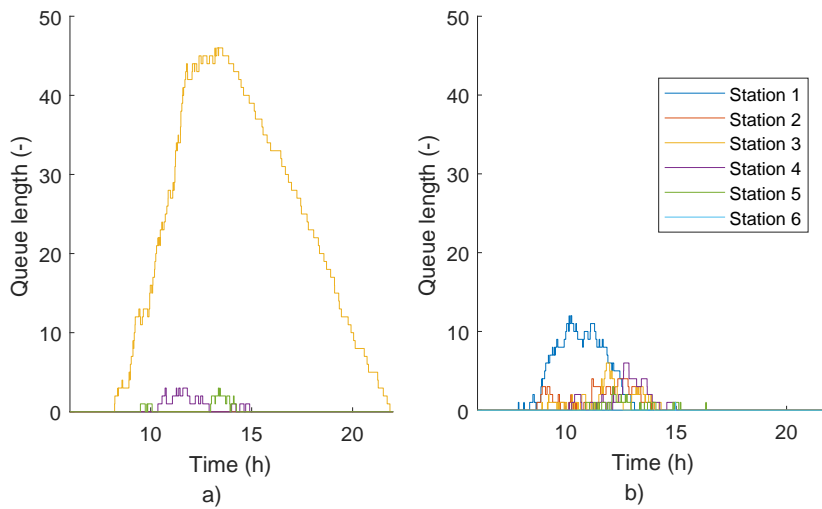 50
40
30
20
10
0
Queue length (-)
10
15
20
Time (h)
a)
50
40
30
20
10
0
Queue length (-)
10
15
20
Time (h)
b)
Station 1
Station 2
Station 3
Station 4
Station 5
Station 6